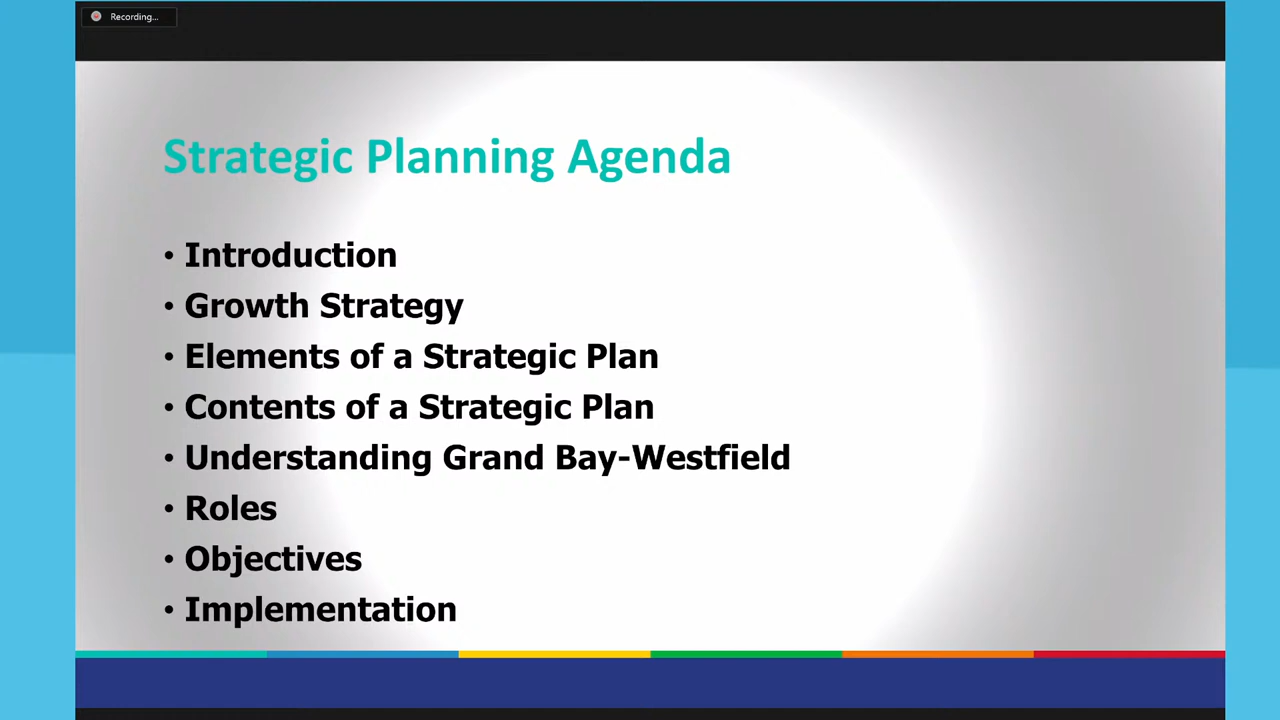 Recording...
Strategic Planning Agenda
• Introduction
• Growth Strategy
• Elements of a Strategic Plan
• Contents of a Strategic Plan
• Understanding Grand Bay-Westfield
• Roles
• Objectives
• Implementation